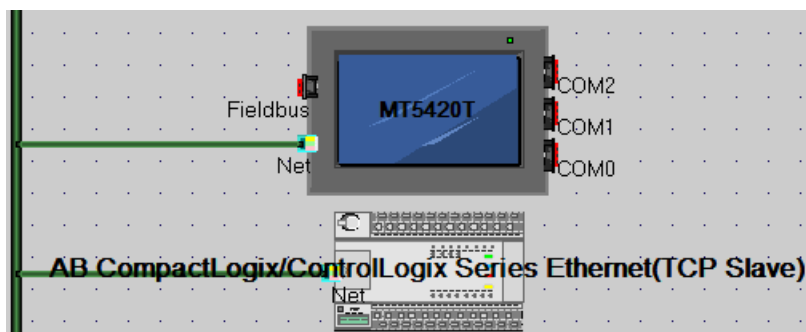 COM2
Fieldbus
MT5420T
COM1
Net
COM0
AB CompactLogix/ControlLogix Series Ethernet(TCP Slave)
Net